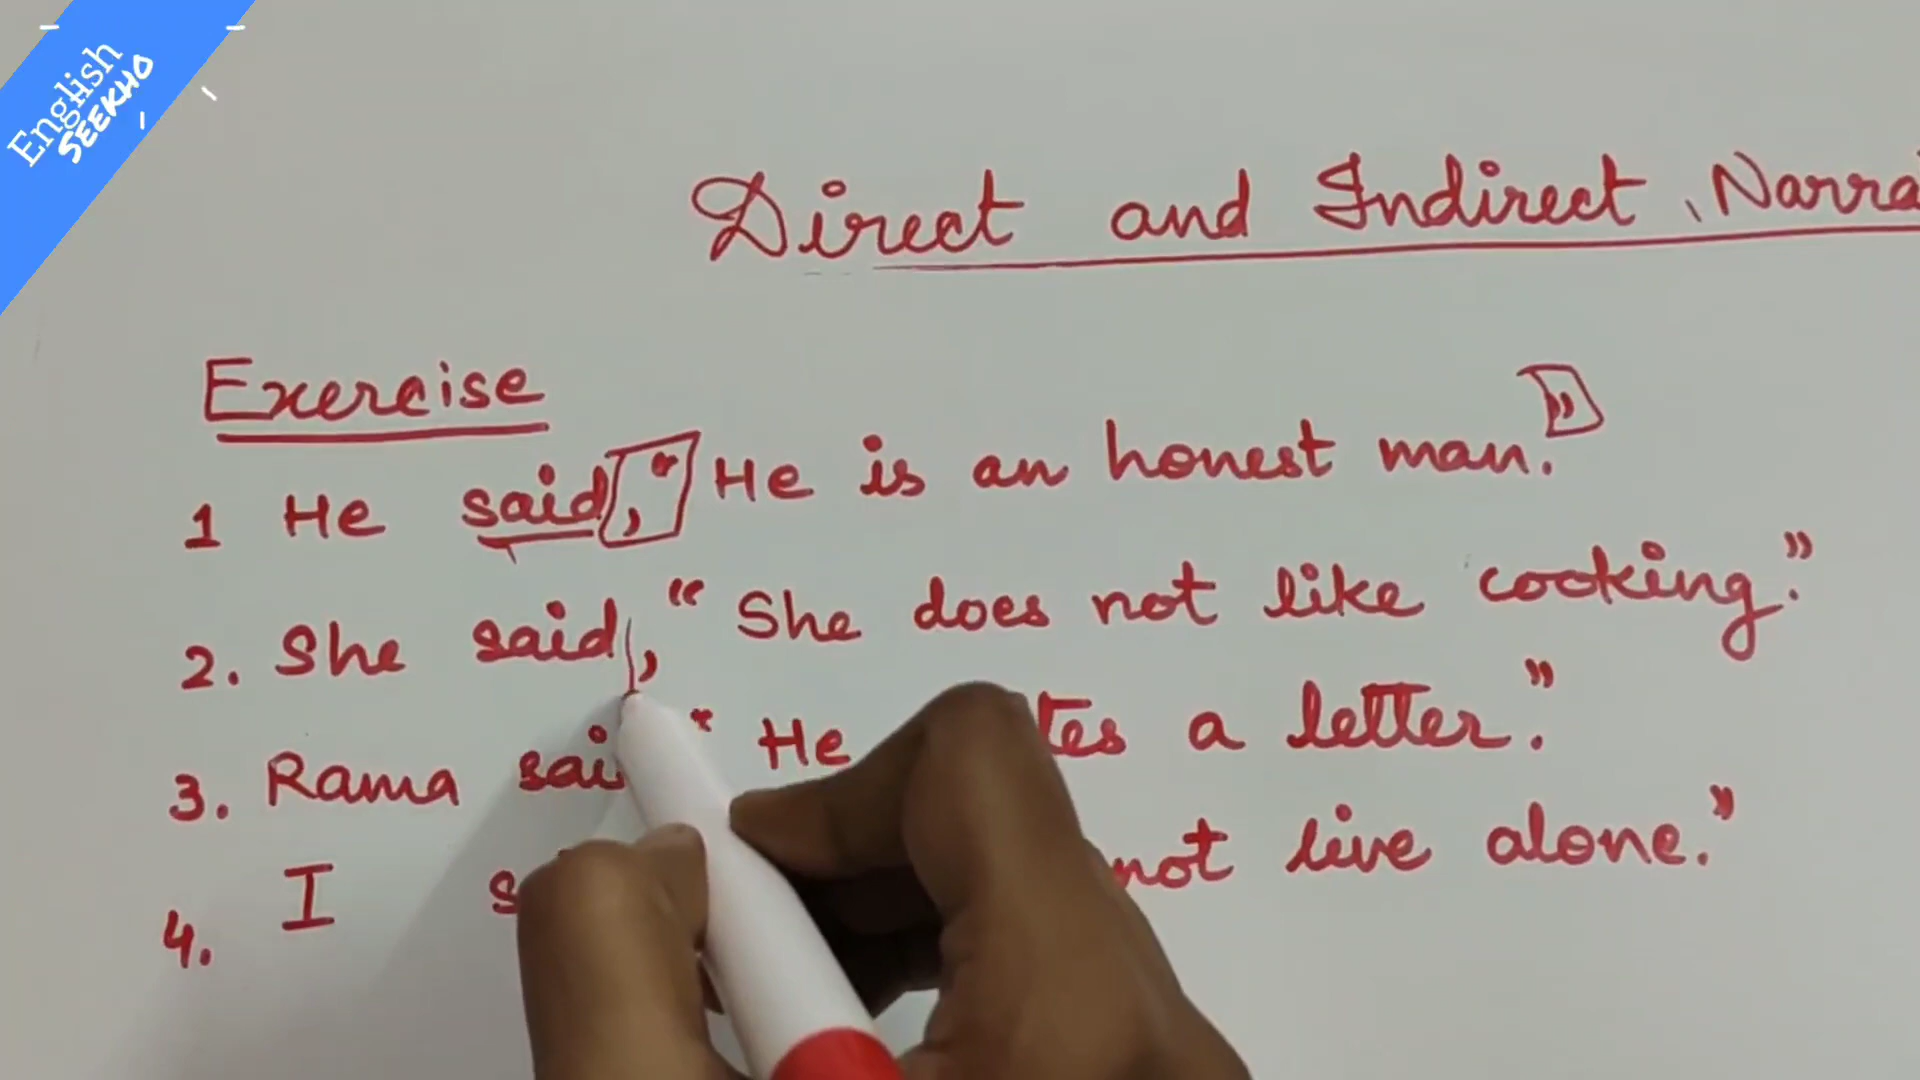 English
SEEKHO
Direct and Indirect Narra
Exercise
1 He said, “He is an honest man.”
2. She said, “She does not like cooking.”
3. Rama sai “He tes a letter.”
4. I s not live alone.”